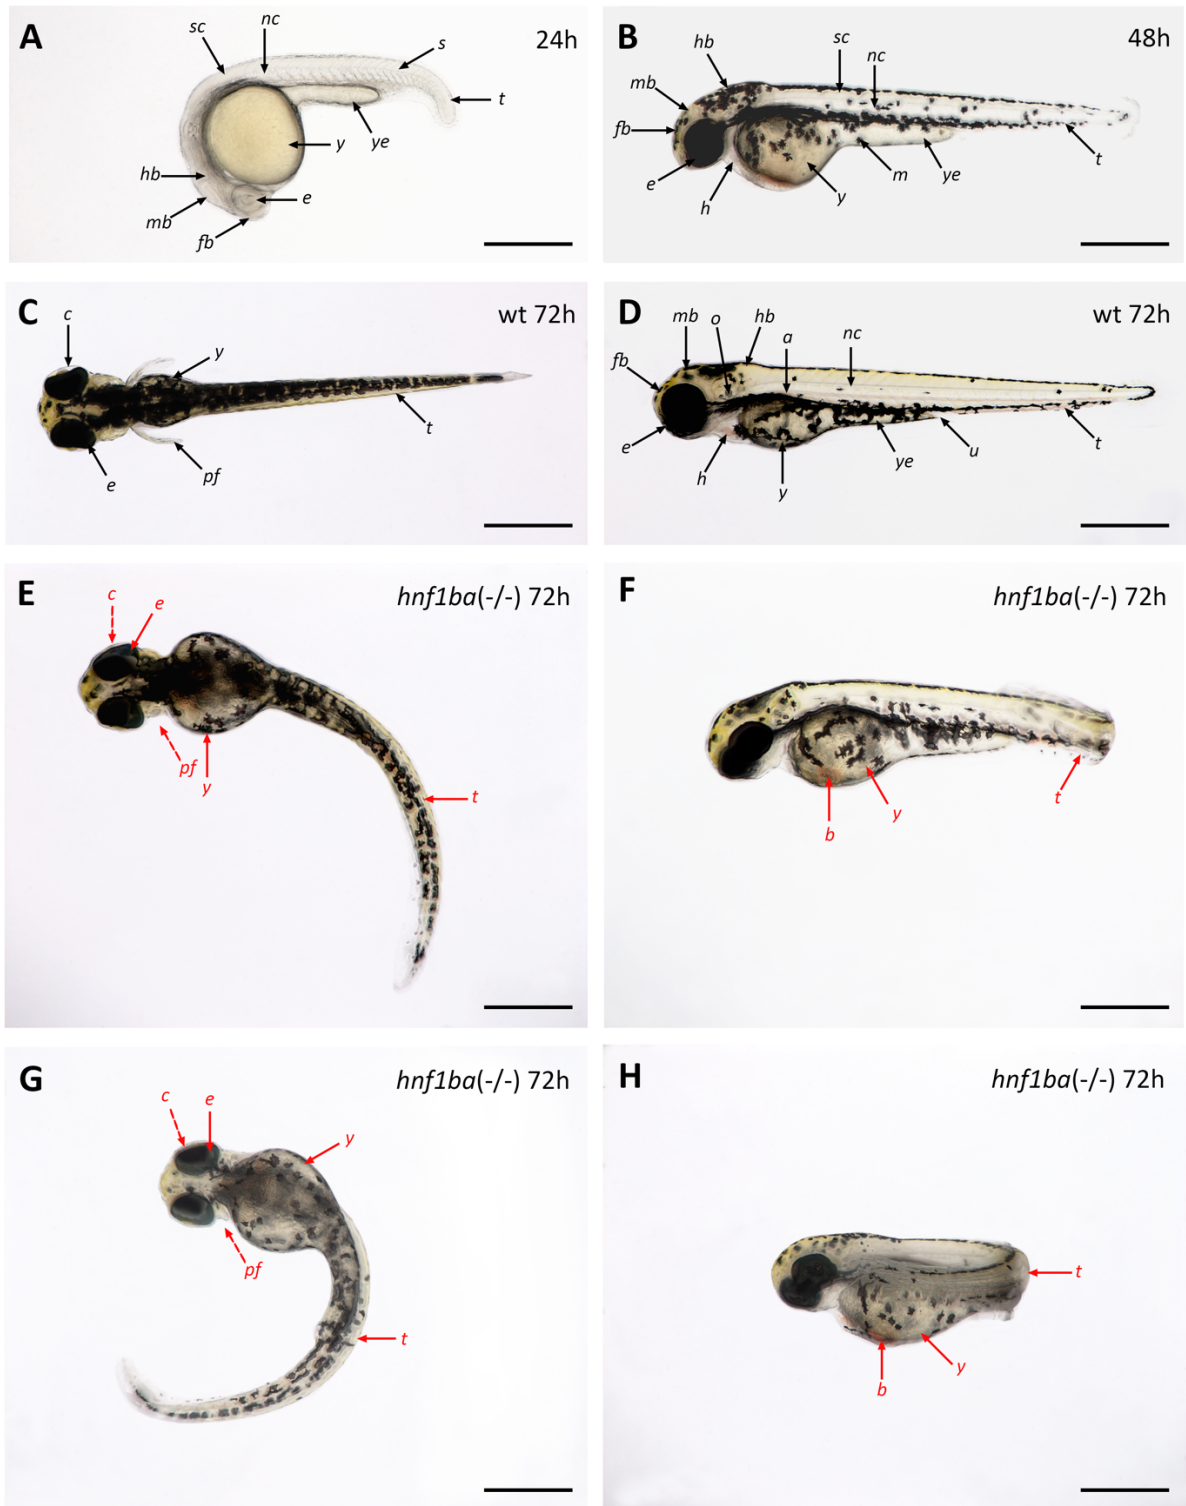 A
24h
sc
nc
s
t
y
ye
hb
e
mb
fb
B
48h
hb
sc
nc
mb
fb
e
h
y
m
ye
t
C
wt 72h
c
y
t
e
pf
D
wt 72h
mb
o
hb
a
nc
fb
e
h
y
ye
u
t
E
hnf1ba(-/-) 72h
c
e
pf
y
t
F
hnf1ba(-/-) 72h
b
y
t
G
hnf1ba(-/-) 72h
c
e
y
pf
t
H
hnf1ba(-/-) 72h
t
y
b